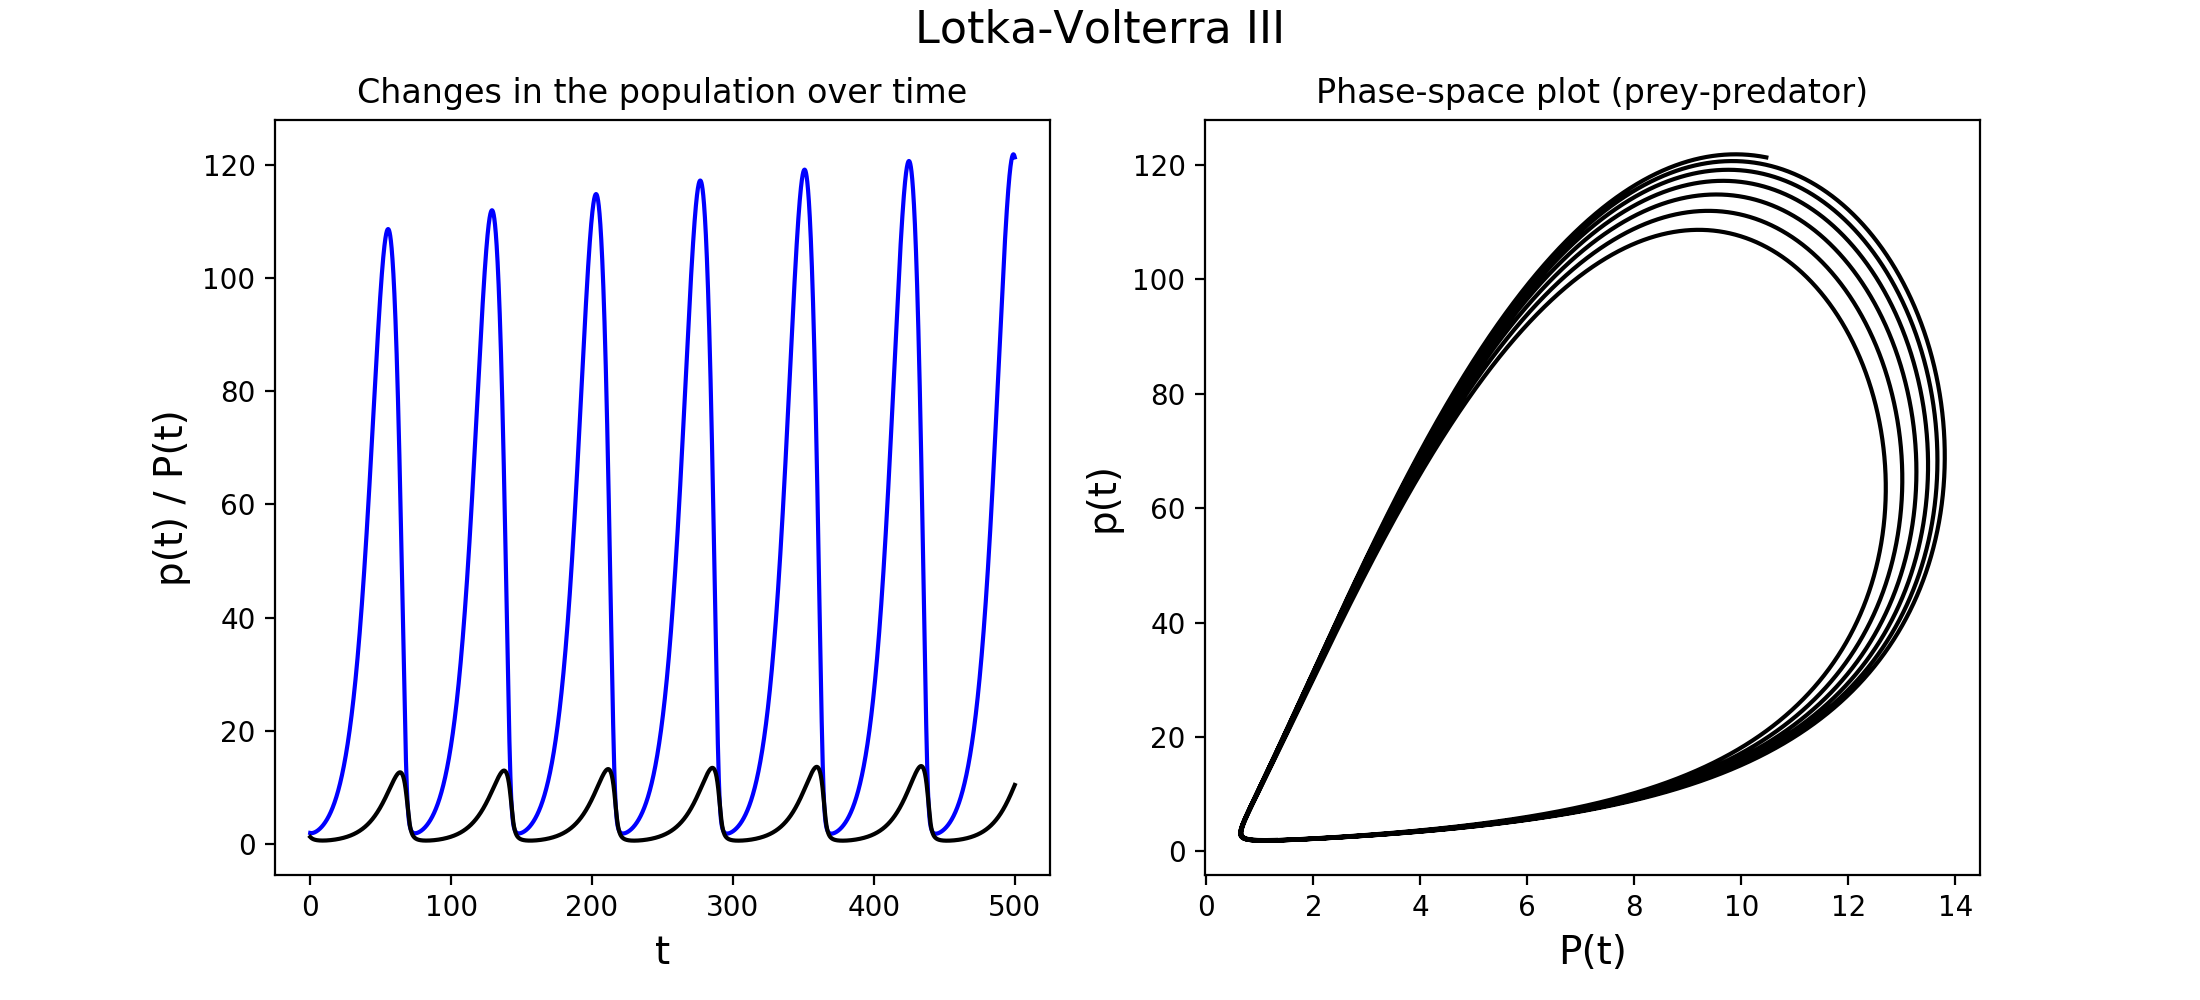 Lotka-Volterra III
Changes in the population over time
120
100
80
60
40
20
0
p(t) / P(t)
0 100 200 300 400 500
t
Phase-space plot (prey-predator)
120
100
80
60
40
20
0
p(t)
0 2 4 6 8 10 12 14
P(t)